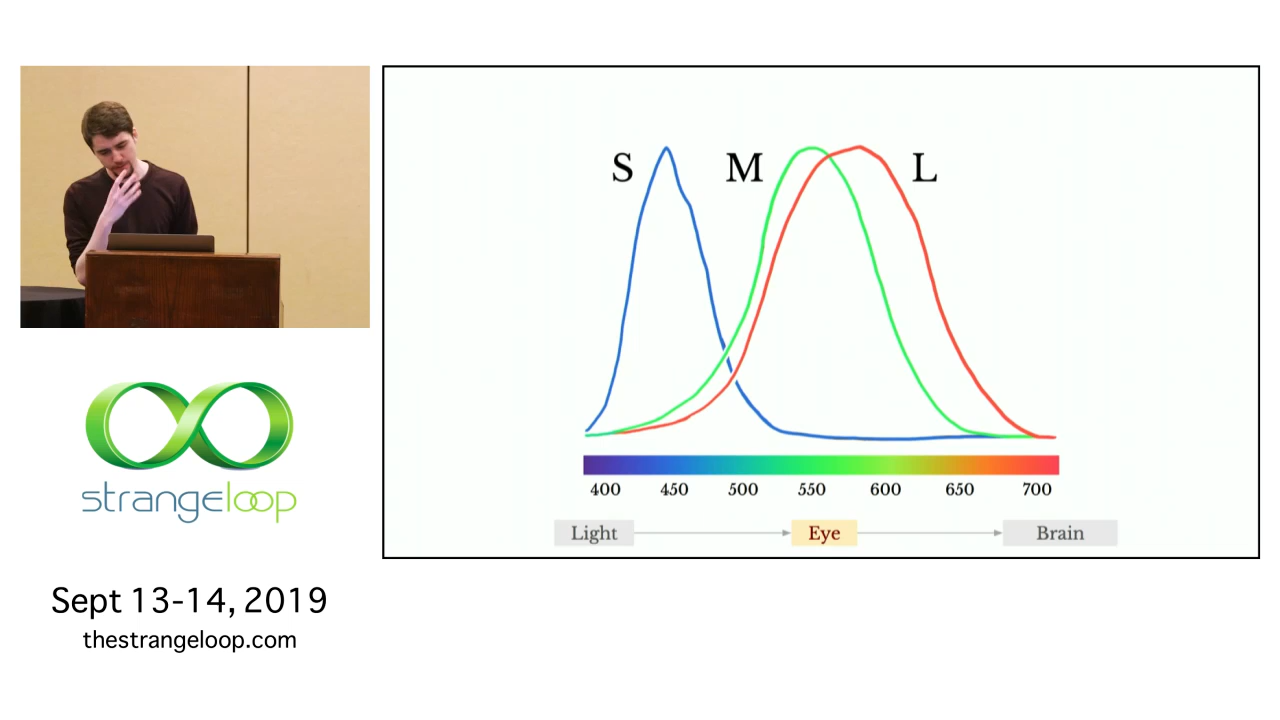 S M L
400 450 500 550 600 650 700
Light Eye Brain
strangeloop
Sept 13-14, 2019
thestrangeloop.com